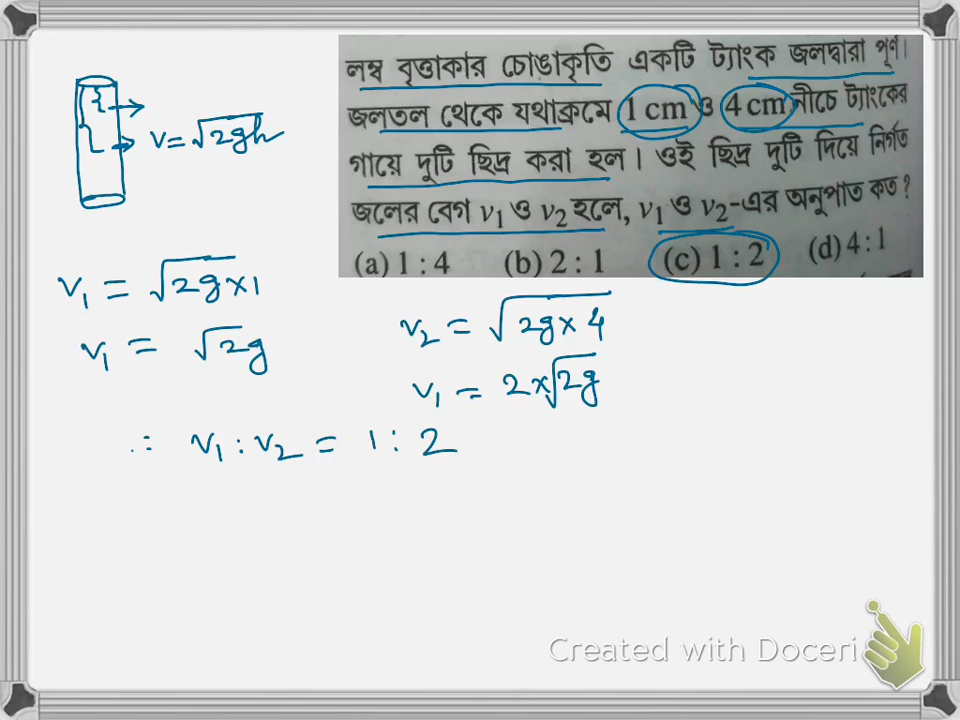 লম্ব বৃত্তাকার চোঙাকৃতি একটি ট্যাংক জলদ্বারা পূর্ণ।
জলতল থেকে যথাক্রমে 1 cm ও 4 cm নীচে ট্যাংকের
গায়ে দুটি ছিদ্র করা হল। ওই ছিদ্র দুটি দিয়ে নির্গত
জলের বেগ v₁ ও v₂ হলে, v₁ ও v₂-এর অনুপাত কত?
(a) 1 : 4 (b) 2 : 1 (c) 1 : 2 (d) 4 : 1
v = √2gh
v₁ = √2g×1
v₁ = √2g
v₂ = √2g×4
v₁ = 2×√2g
∴ v₁ : v₂ = 1 : 2
Created with Doceri